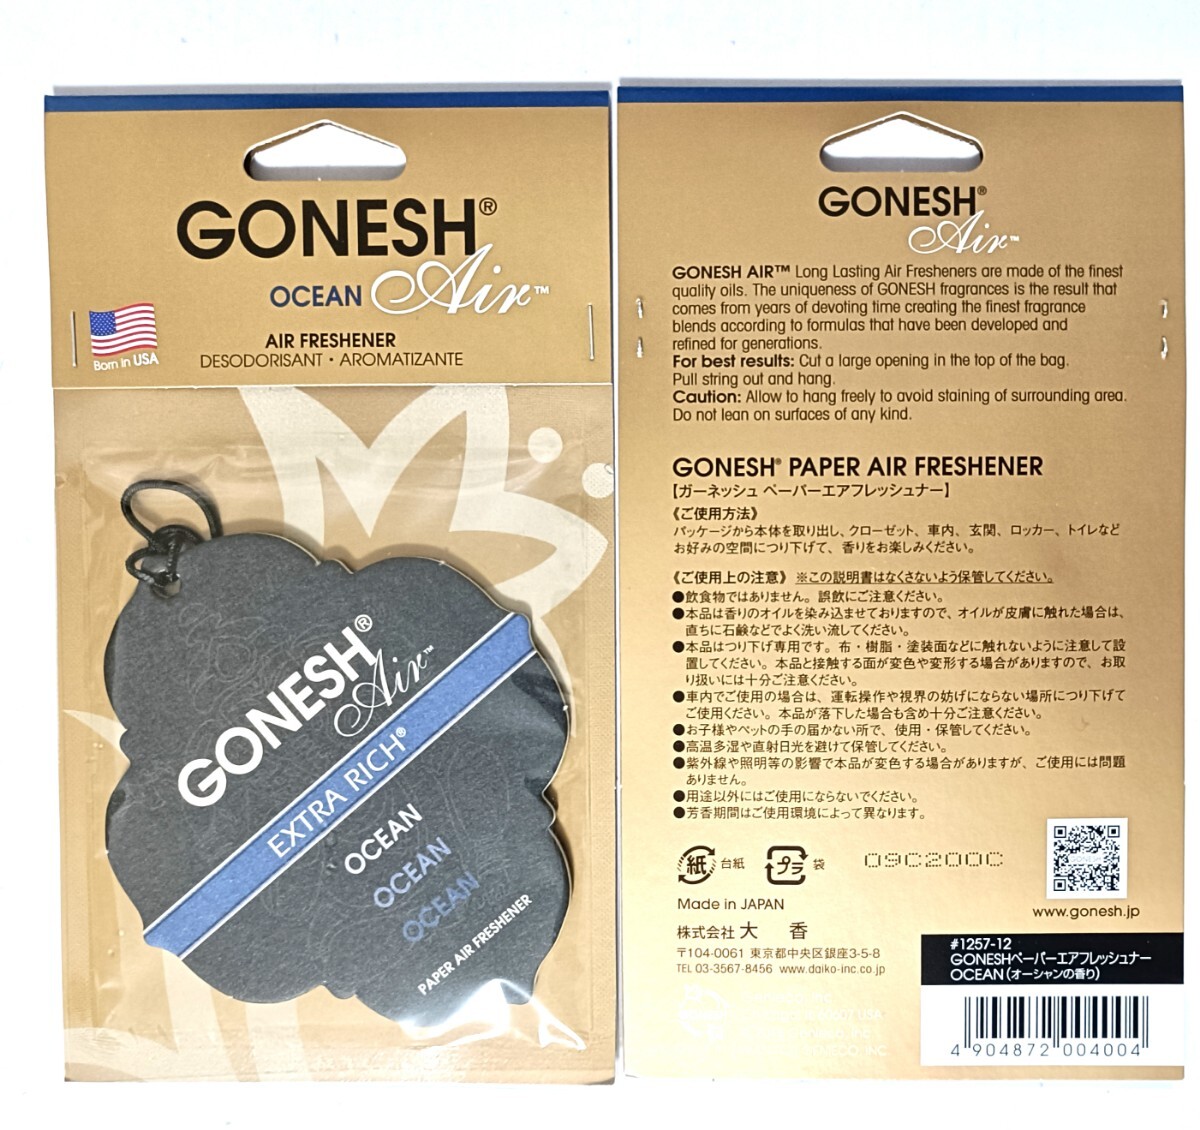 GONESH®
OCEAN Air™
Born in USA
AIR FRESHENER
DESODORISANT • AROMATIZANTE
GONESH®
Air™
EXTRA RICH®
OCEAN
OCEAN
OCEAN
PAPER AIR FRESHENER
GONESH®
Air™
GONESH AIR™ Long Lasting Air Fresheners are made of the finest
quality oils. The uniqueness of GONESH fragrances is the result that
comes from years of devoting time creating the finest fragrance
blends according to formulas that have been developed and
refined for generations.
For best results: Cut a large opening in the top of the bag.
Pull string out and hang.
Caution: Allow to hang freely to avoid staining of surrounding area.
Do not lean on surfaces of any kind.
GONESH® PAPER AIR FRESHENER
【ガーネッシュ ペーパーエアフレッシュナー】
《ご使用方法》
パッケージから本体を取り出し、クローゼット、車内、玄関、ロッカー、トイレなど
お好みの空間につり下げて、香りをお楽しみください。
《ご使用上の注意》 ※この説明書はなくさないよう保管してください。
●飲食物ではありません。誤飲にご注意ください。
●本品は香りのオイルを染み込ませておりますので、オイルが皮膚に触れた場合は、
直ちに石鹸などでよく洗い流してください。
●本品はつり下げ専用です。布・樹脂・塗装面などに触れないように注意して設
置してください。本品と接触する面が変色や変形する場合がありますので、お取
り扱いには十分ご注意ください。
●車内でご使用の場合は、運転操作や視界の妨げにならない場所につり下げて
ご使用ください。本品が落下した場合も含め十分ご注意ください。
●お子様やペットの手の届かない所で、使用・保管してください。
●高温多湿や直射日光を避けて保管してください。
●紫外線や照明等の影響で本品が変色する場合がありますが、ご使用には問題
ありません。
●用途以外にはご使用にならないでください。
●芳香期間はご使用環境によって異なります。
紙 台紙 プラ 袋 09C200C
Made in JAPAN
www.gonesh.jp
株式会社 大 香
〒104-0061 東京都中央区銀座3-5-8
TEL 03-3567-8456 www.daiko-inc.co.jp
#1257-12
GONESHペーパーエアフレッシュナー
OCEAN(オーシャンの香り)
4 904872 004004